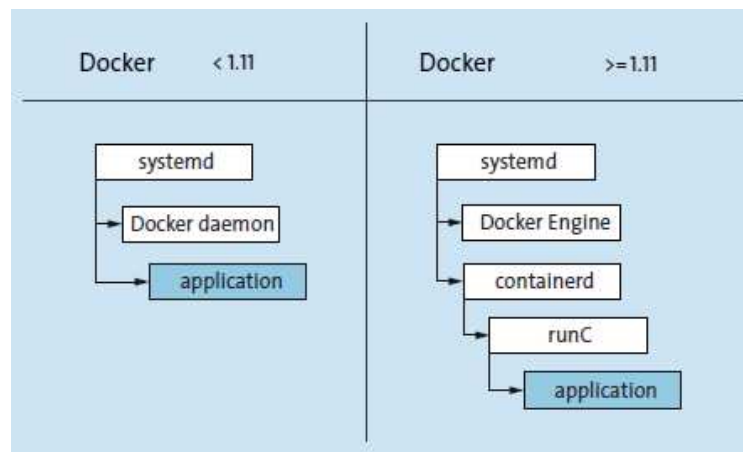 Docker < 1.11
systemd
Docker daemon
application
Docker >= 1.11
systemd
Docker Engine
containerd
runC
application